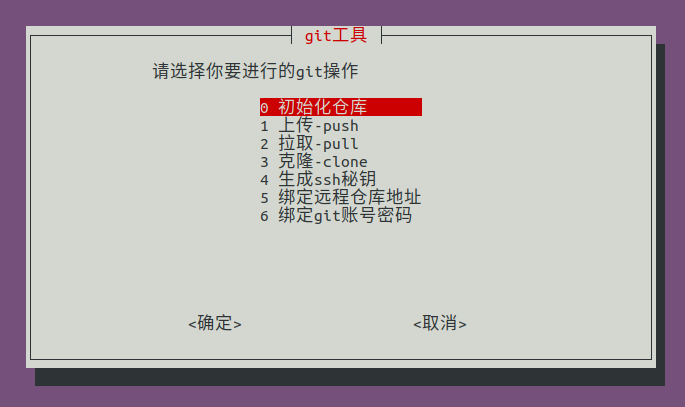 git工具
请选择你要进行的git操作
0 初始化仓库
1 上传-push
2 拉取-pull
3 克隆-clone
4 生成ssh秘钥
5 绑定远程仓库地址
6 绑定git账号密码
<确定> <取消>